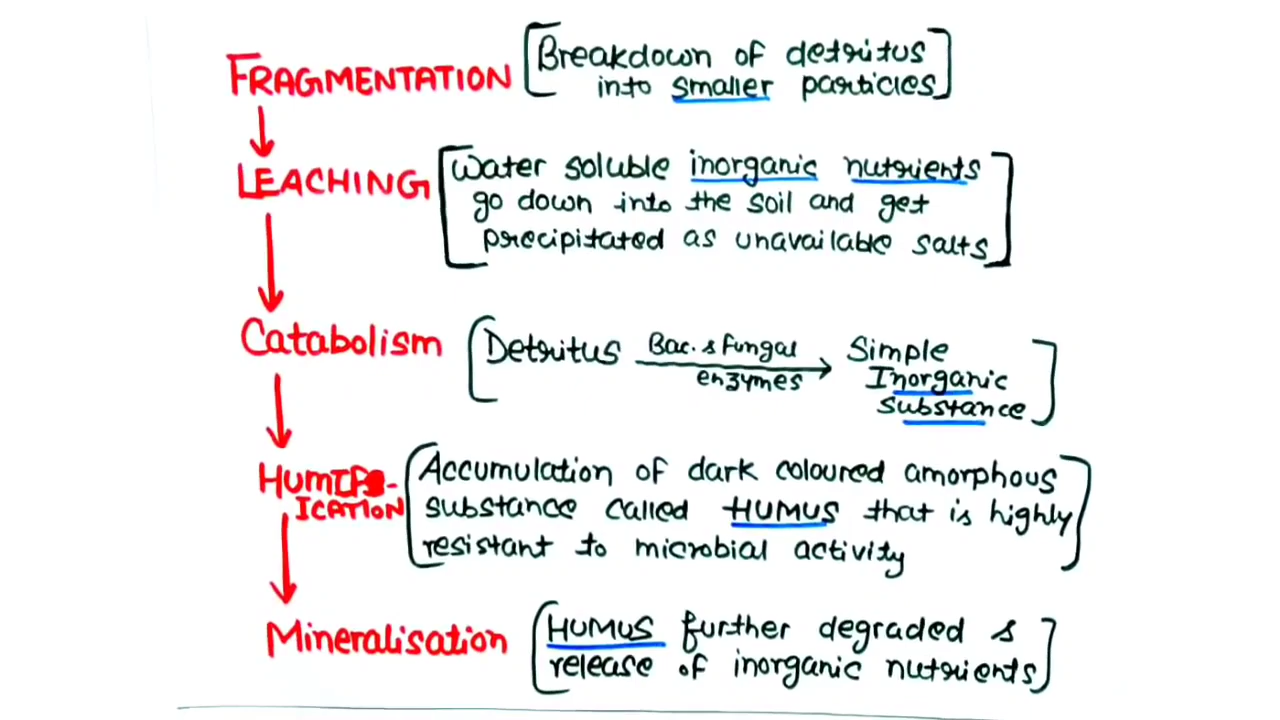 FRAGMENTATION [Breakdown of detritus
into smaller particles]
LEACHING [Water soluble inorganic nutrients
go down into the soil and get
precipitated as unavailable salts]
Catabolism [Detritus Bac. & fungal enzymes → Simple
Inorganic
Substance]
HUMIF-
ICATION
[Accumulation of dark coloured amorphous
substance called HUMUS that is highly
resistant to microbial activity]
Mineralisation [HUMUS further degraded &
release of inorganic nutrients]